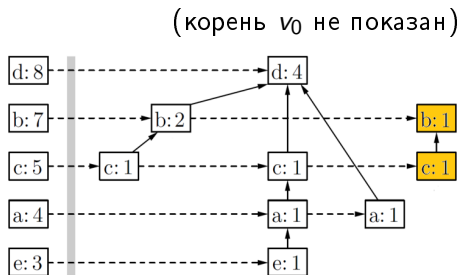 (корень v₀ не показан)
d: 8 d: 4
b: 7 b: 2 b: 1
c: 5 c: 1 c: 1 c: 1
a: 4 a: 1 a: 1
e: 3 e: 1